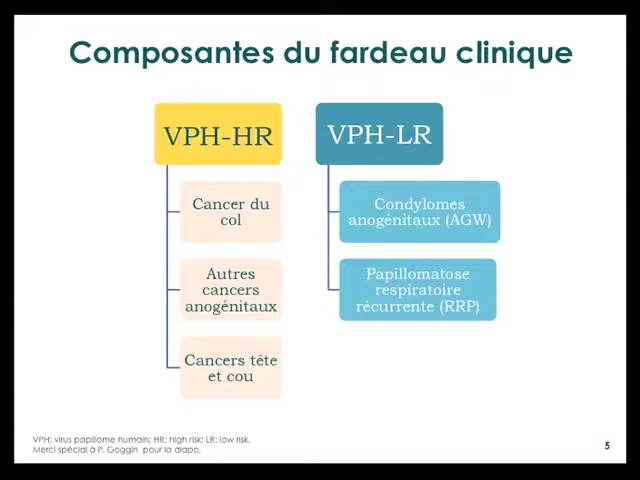 Composantes du fardeau clinique
VPH-HR
Cancer du
col
Autres
cancers
anogénitaux
Cancers tête
et cou
VPH-LR
Condylomes
anogénitaux (AGW)
Papillomatose
respiratoire
récurrente (RRP)
VPH: virus papillome humain; HR: high risk; LR: low risk.
Merci spécial à P. Goggin pour la diapo.
5